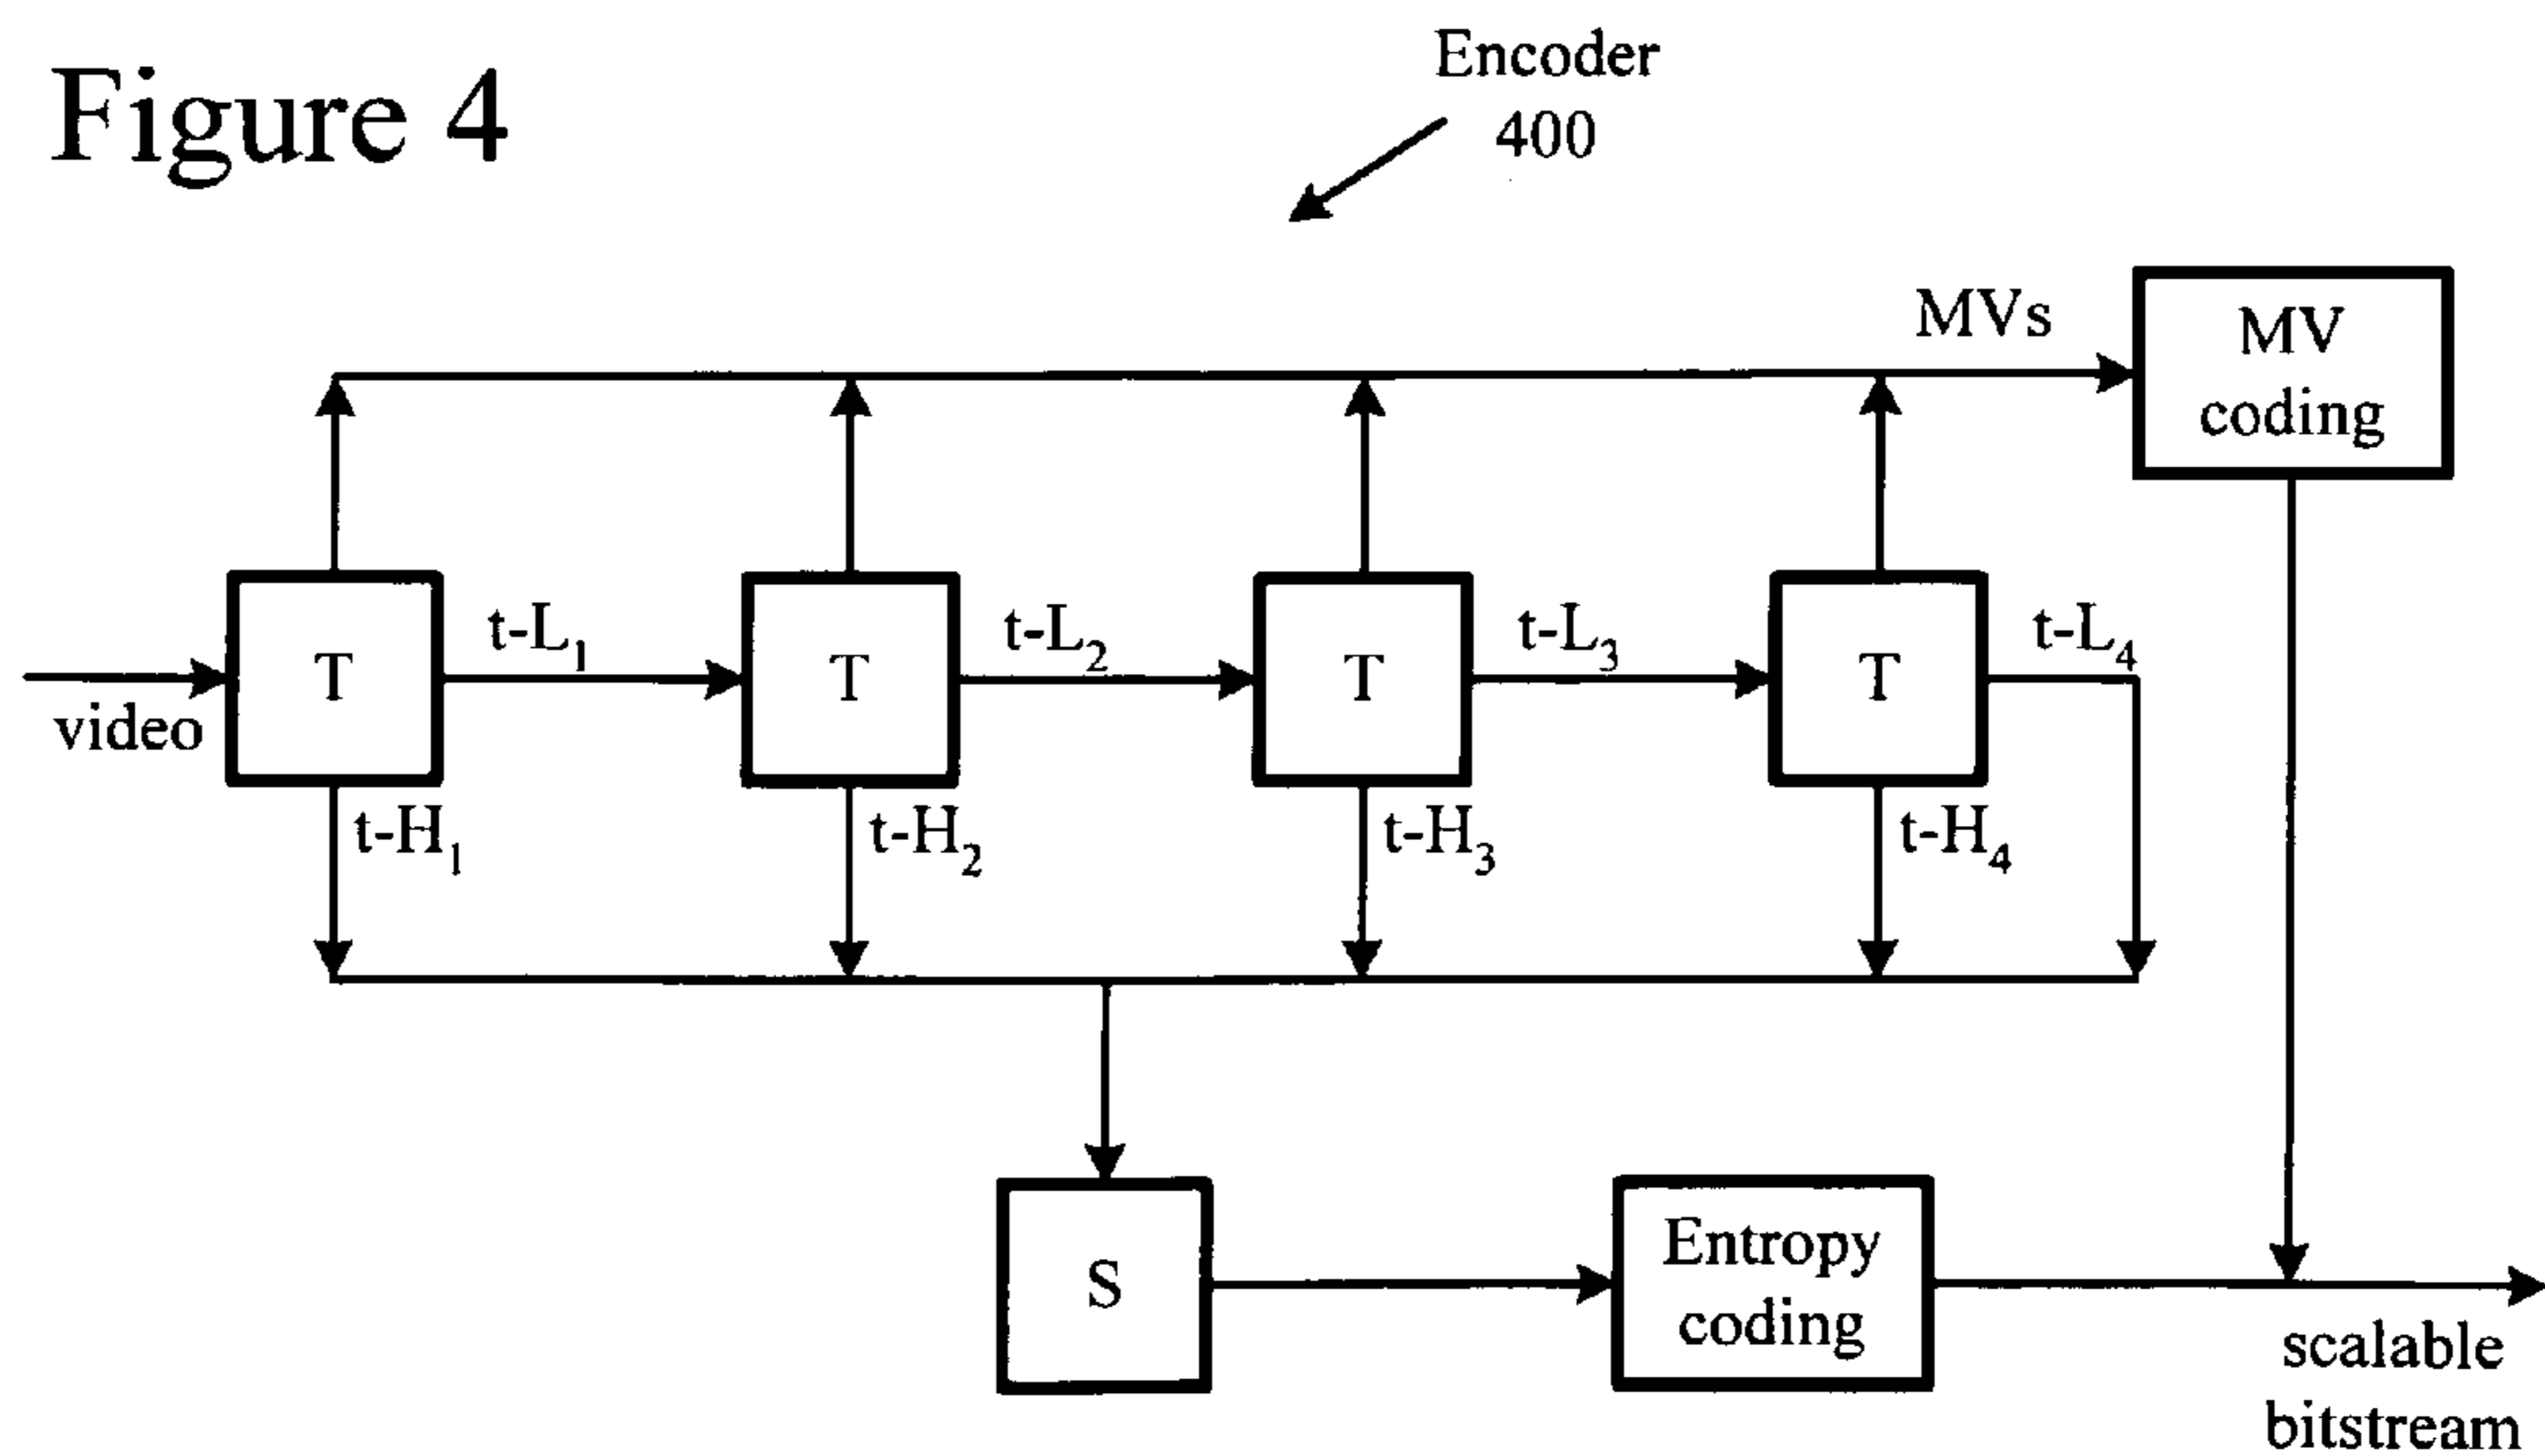 Figure 4
Encoder
400
MVs
MV
coding
video
T
t-L₁
T
t-L₂
T
t-L₃
T
t-L₄
t-H₁
t-H₂
t-H₃
t-H₄
S
Entropy
coding
scalable
bitstream